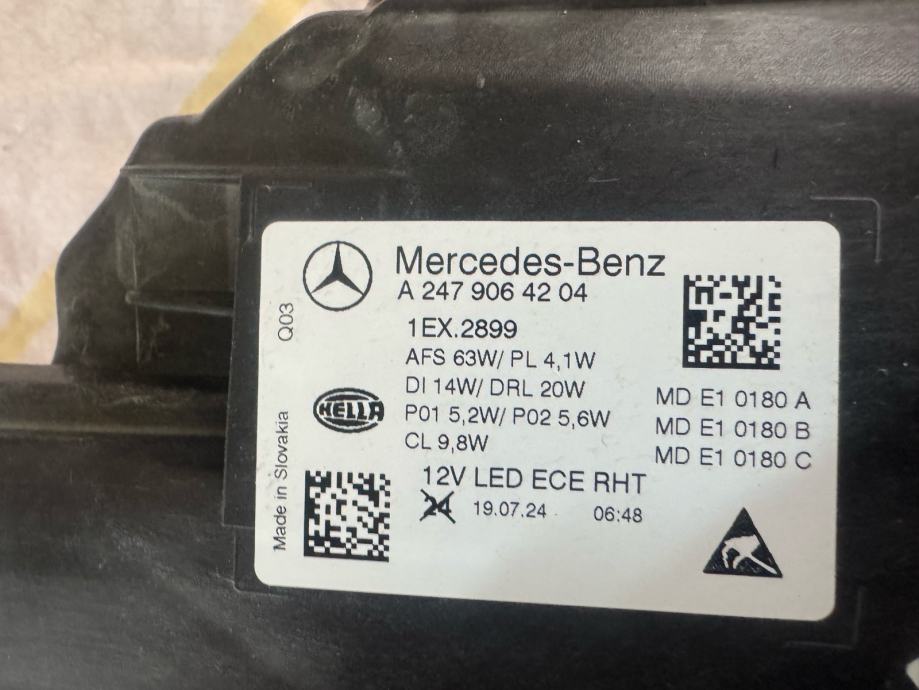 Mercedes-Benz
A 247 906 42 04
1EX.2899
AFS 63W/ PL 4,1W
DI 14W/ DRL 20W
P01 5,2W/ P02 5,6W
CL 9,8W
12V LED ECE RHT
24 19.07.24 06:48
MD E1 0180 A
MD E1 0180 B
MD E1 0180 C
HELLA
Q03
Made in Slovakia